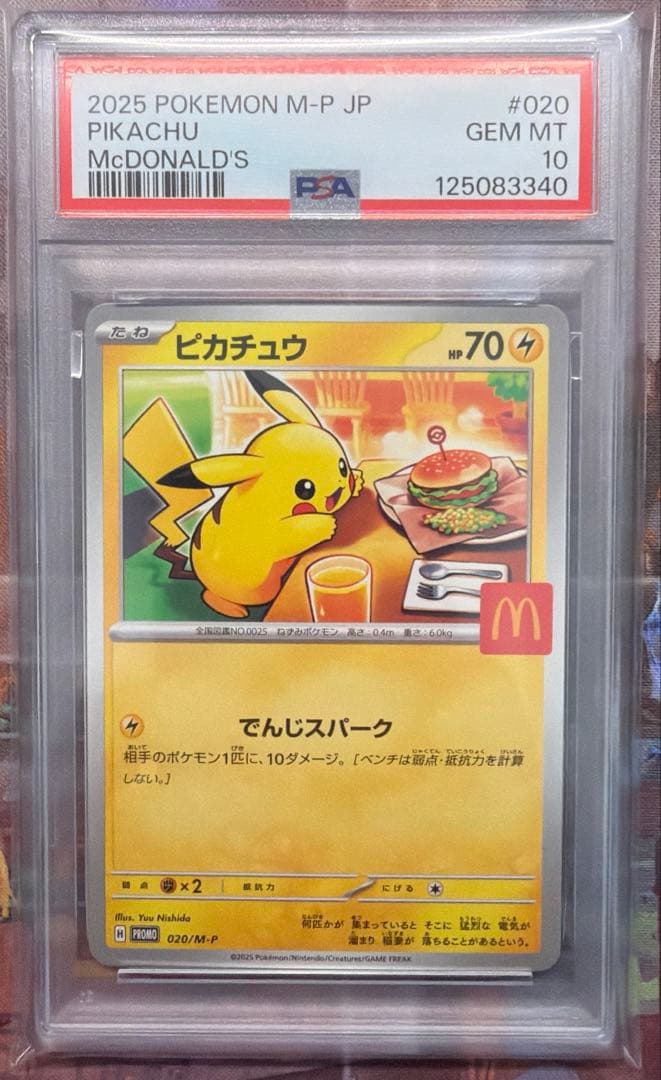 2025 POKEMON M-P JP #020
PIKACHU GEM MT
McDONALD'S 10
PSA 125083340
たね ピカチュウ HP70
全国図鑑NO.0025 ねずみポケモン 高さ:0.4m 重さ:6.0kg
でんじスパーク
相手のポケモン1匹に、10ダメージ。[ベンチは弱点・抵抗力を計算
しない。]
弱点 ×2 抵抗力 にげる
Illus. Yuu Nishida
H PROMO 020/M-P
何匹かが 集まっていると そこに 猛烈な 電気が
溜まり 稲妻が 落ちることがあるという。
©2025 Pokémon/Nintendo/Creatures/GAME FREAK